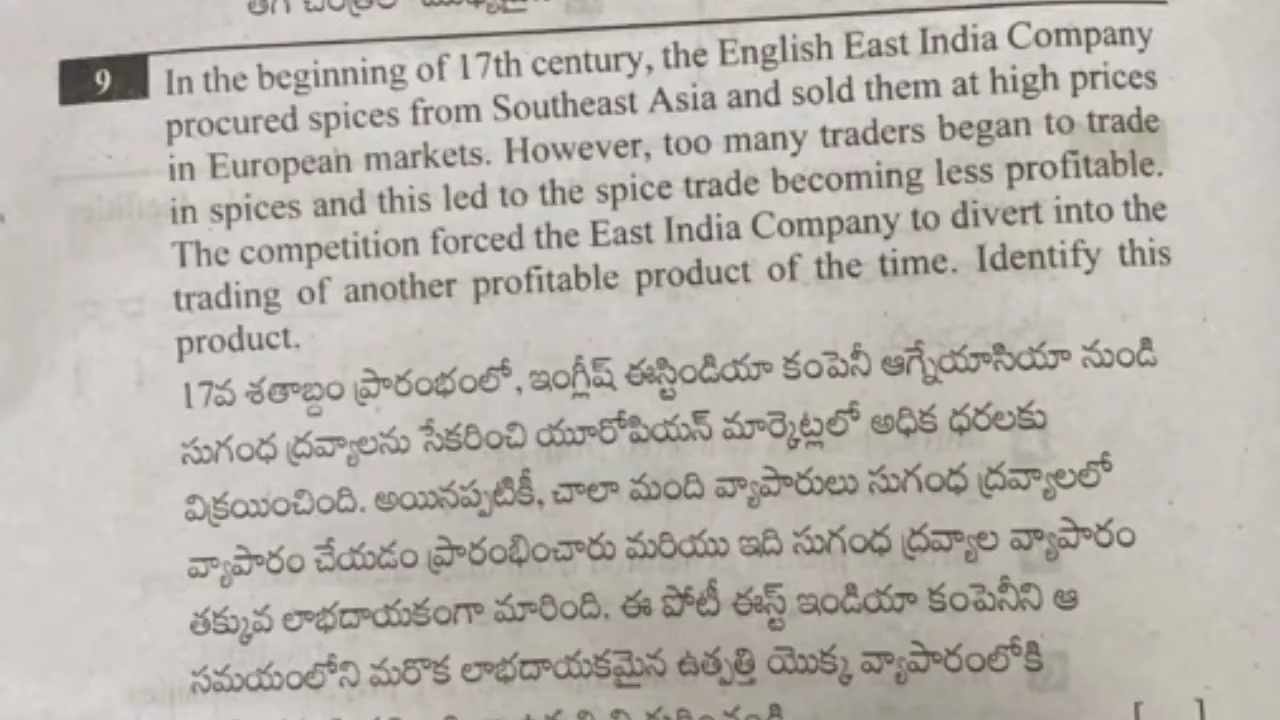 9 In the beginning of 17th century, the English East India Company
procured spices from Southeast Asia and sold them at high prices
in European markets. However, too many traders began to trade
in spices and this led to the spice trade becoming less profitable.
The competition forced the East India Company to divert into the
trading of another profitable product of the time. Identify this
product.
17వ శతాబ్దం ప్రారంభంలో, ఇంగ్లీష్ ఈస్టిండియా కంపెనీ ఆగ్నేయాసియా నుండి
సుగంధ ద్రవ్యాలను సేకరించి యూరోపియన్ మార్కెట్లలో అధిక ధరలకు
విక్రయించింది. అయినప్పటికీ, చాలా మంది వ్యాపారులు సుగంధ ద్రవ్యాలలో
వ్యాపారం చేయడం ప్రారంభించారు మరియు ఇది సుగంధ ద్రవ్యాల వ్యాపారం
తక్కువ లాభదాయకంగా మారింది. ఈ పోటీ ఈస్ట్ ఇండియా కంపెనీని ఆ
సమయంలోని మరొక లాభదాయకమైన ఉత్పత్తి యొక్క వ్యాపారంలోకి
[ ]